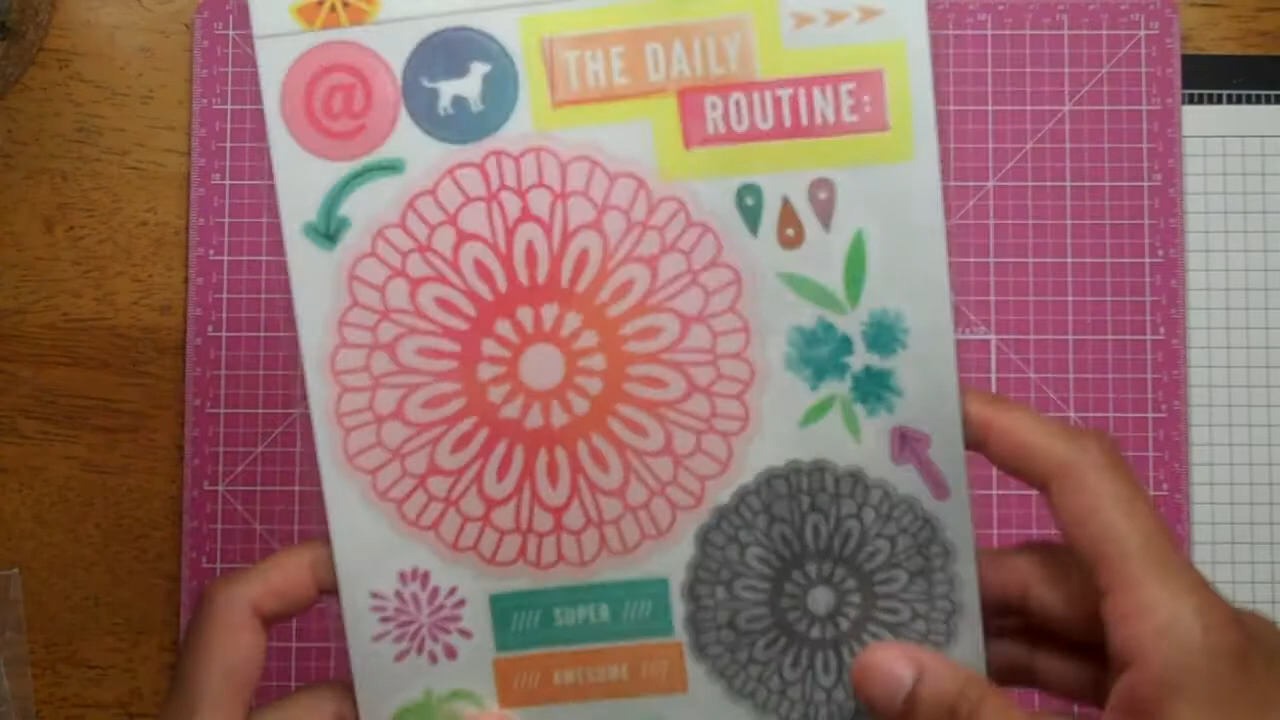 @
THE DAILY
ROUTINE:
//// SUPER ////
//// AWESOME ////